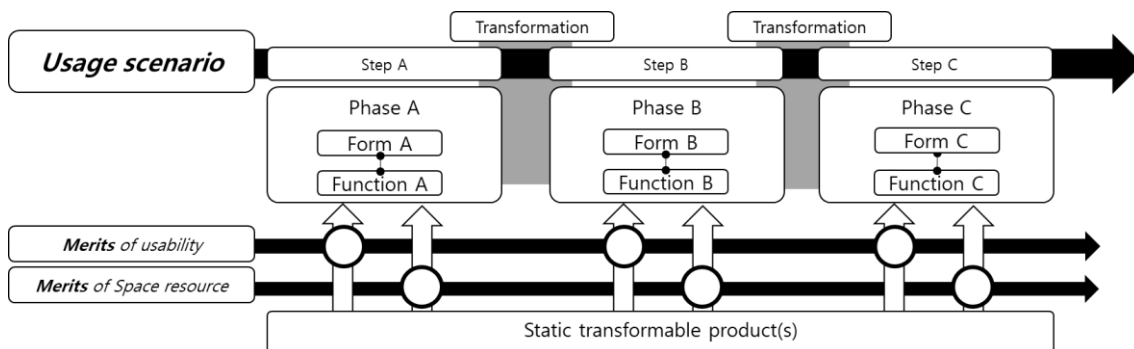 Transformation
Transformation
Usage scenario
Step A
Step B
Step C
Phase A
Phase B
Phase C
Form A
Form B
Form C
Function A
Function B
Function C
Merits of usability
Merits of Space resource
Static transformable product(s)